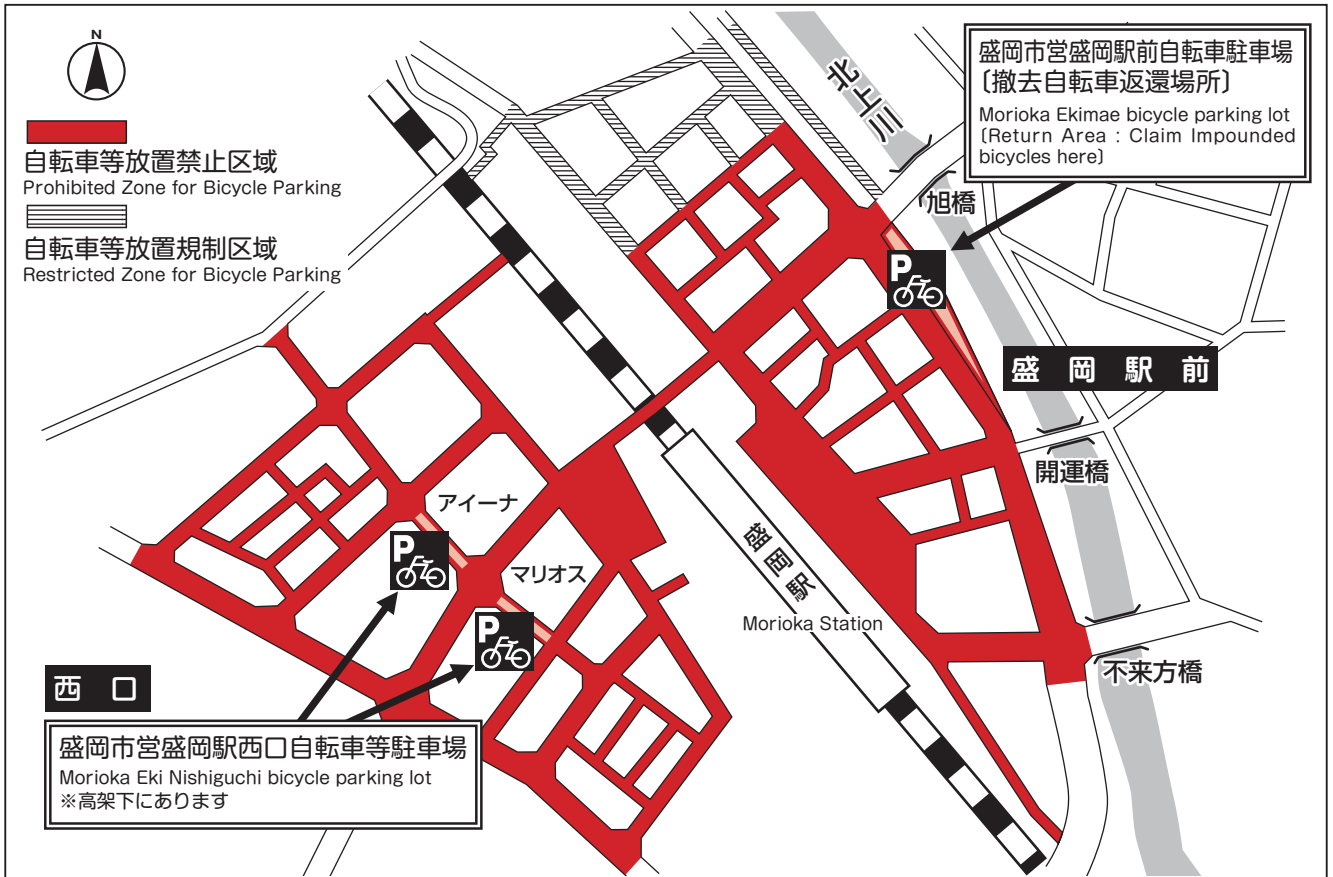 N
自転車等放置禁止区域
Prohibited Zone for Bicycle Parking
自転車等放置規制区域
Restricted Zone for Bicycle Parking
盛岡市営盛岡駅前自転車駐車場
〔撤去自転車返還場所〕
Morioka Ekimae bicycle parking lot
〔Return Area : Claim Impounded
bicycles here〕
北上川
旭橋
P
盛岡駅前
開運橋
アイーナ
P
マリオス
P
盛岡駅
Morioka Station
不来方橋
西口
盛岡市営盛岡駅西口自転車等駐車場
Morioka Eki Nishiguchi bicycle parking lot
※高架下にあります